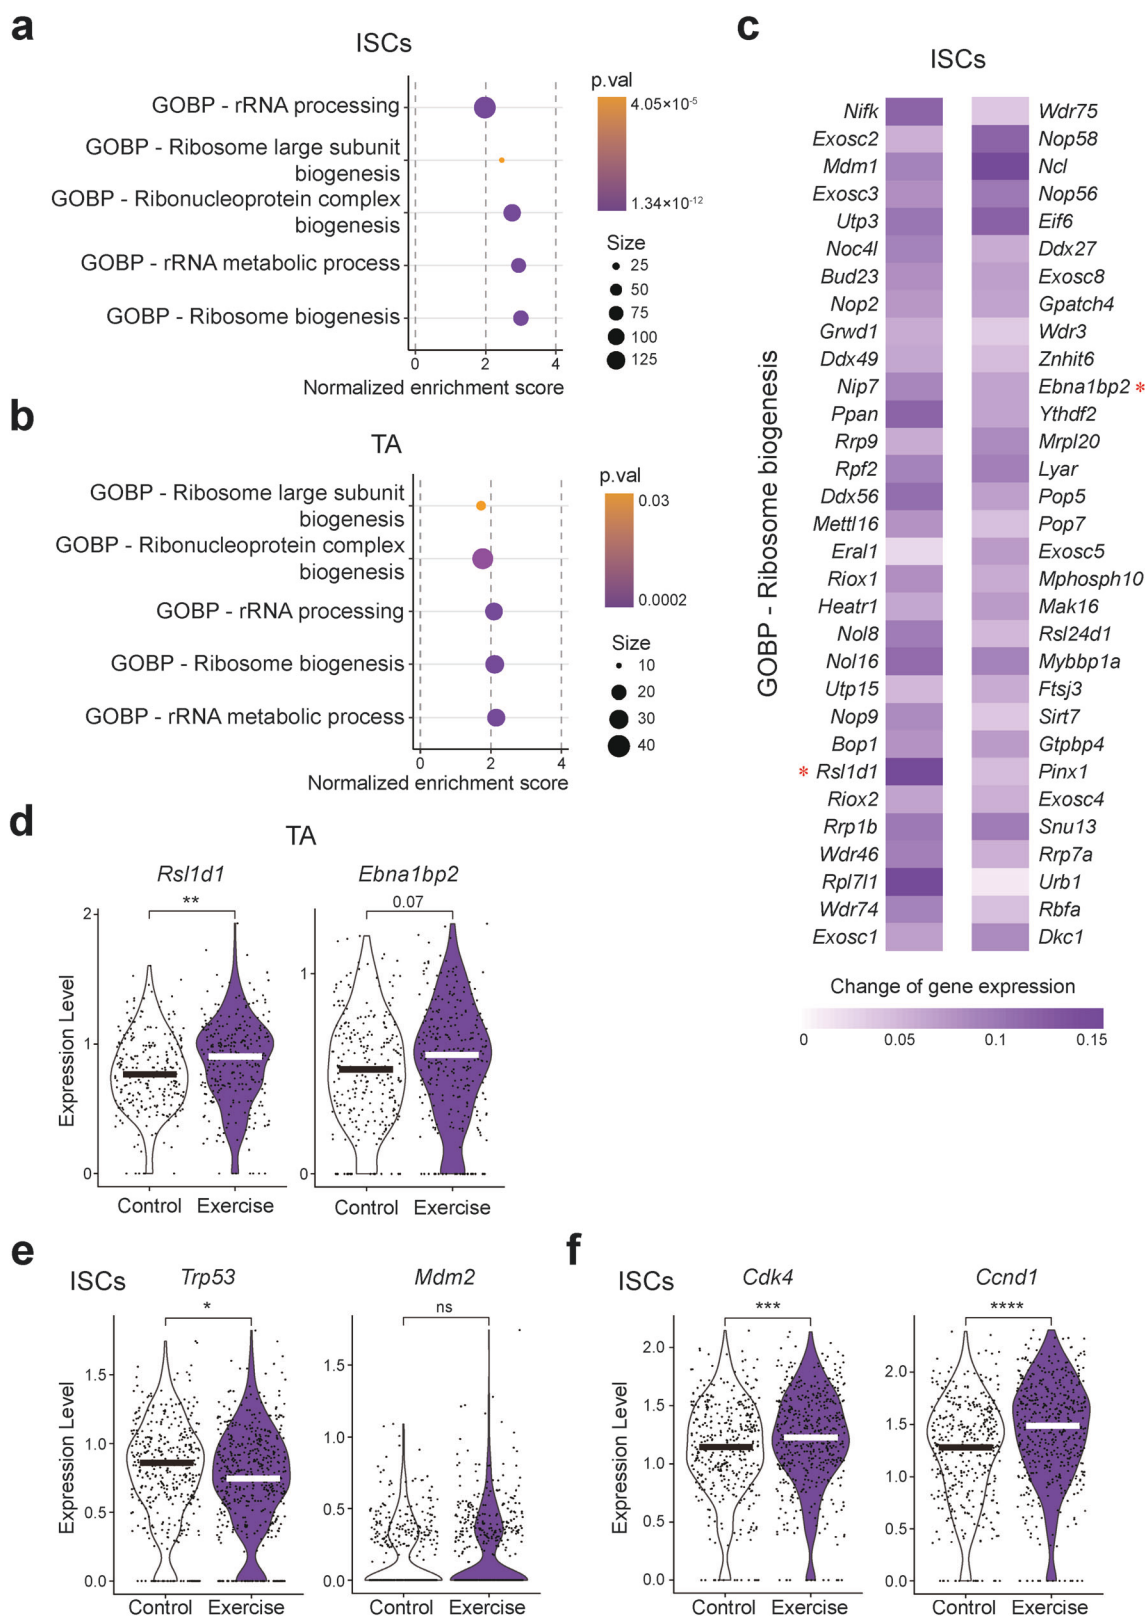 a
ISCs
GOBP - rRNA processing
GOBP - Ribosome large subunit
biogenesis
GOBP - Ribonucleoprotein complex
biogenesis
GOBP - rRNA metabolic process
GOBP - Ribosome biogenesis
0 2 4
Normalized enrichment score
p.val
4.05×10⁻⁵
1.34×10⁻¹²
Size
25
50
75
100
125
b
TA
GOBP - Ribosome large subunit
biogenesis
GOBP - Ribonucleoprotein complex
biogenesis
GOBP - rRNA processing
GOBP - Ribosome biogenesis
GOBP - rRNA metabolic process
0 2 4
Normalized enrichment score
p.val
0.03
0.0002
Size
10
20
30
40
c
ISCs
GOBP - Ribosome biogenesis
Nifk Wdr75
Exosc2 Nop58
Mdm1 Ncl
Exosc3 Nop56
Utp3 Eif6
Noc4l Ddx27
Bud23 Exosc8
Nop2 Gpatch4
Grwd1 Wdr3
Ddx49 Znhit6
Nip7 Ebna1bp2 *
Ppan Ythdf2
Rrp9 Mrpl20
Rpf2 Lyar
Ddx56 Pop5
Mettl16 Pop7
Eral1 Exosc5
Riox1 Mphosph10
Heatr1 Mak16
Nol8 Rsl24d1
Nol16 Mybbp1a
Utp15 Ftsj3
Nop9 Sirt7
Bop1 Gtpbp4
* Rsl1d1 Pinx1
Riox2 Exosc4
Rrp1b Snu13
Wdr46 Rrp7a
Rpl7l1 Urb1
Wdr74 Rbfa
Exosc1 Dkc1
Change of gene expression
0 0.05 0.1 0.15
d
TA
Rsl1d1 Ebna1bp2
** 0.07
Expression Level
2
1
0
1
0
Control Exercise Control Exercise
e
ISCs
Trp53 Mdm2
* ns
Expression Level
1.5
1.0
0.5
0.0
1.5
1.0
0.5
0.0
Control Exercise Control Exercise
f
ISCs
Cdk4 Ccnd1
*** ****
Expression Level
2.0
1.5
1.0
0.5
0.0
2.0
1.5
1.0
0.5
0.0
Control Exercise Control Exercise